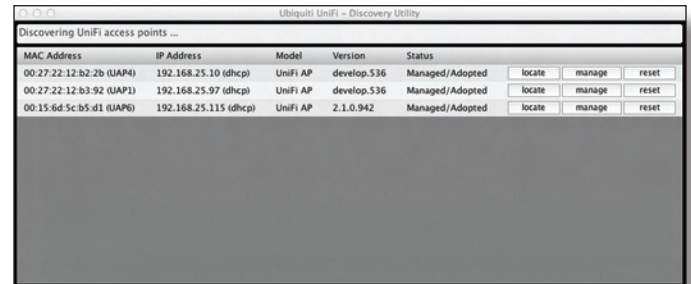 Ubiquiti UniFi – Discovery Utility
Discovering UniFi access points ...
MAC Address IP Address Model Version Status
00:27:22:12:b2:2b (UAP4) 192.168.25.10 (dhcp) UniFi AP develop.536 Managed/Adopted locate manage reset
00:27:22:12:b3:92 (UAP1) 192.168.25.97 (dhcp) UniFi AP develop.536 Managed/Adopted locate manage reset
00:15:6d:5c:b5:d1 (UAP6) 192.168.25.115 (dhcp) UniFi AP 2.1.0.942 Managed/Adopted locate manage reset